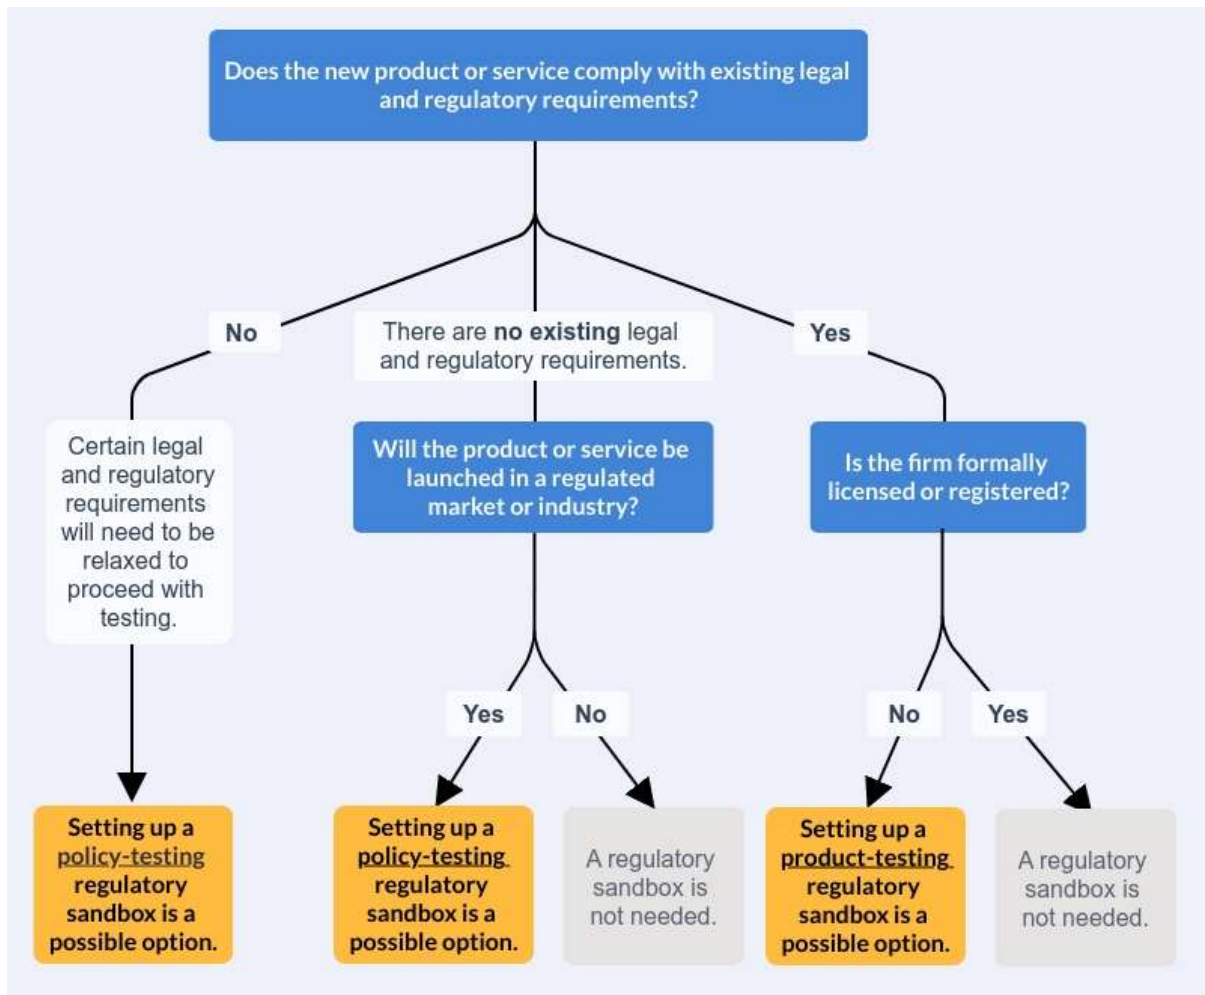 Does the new product or service comply with existing legal
and regulatory requirements?
No
There are no existing legal
and regulatory requirements.
Yes
Certain legal
and regulatory
requirements
will need to be
relaxed to
proceed with
testing.
Will the product or service be
launched in a regulated
market or industry?
Is the firm formally
licensed or registered?
Yes
No
No
Yes
Setting up a
policy-testing
regulatory
sandbox is a
possible option.
Setting up a
policy-testing
regulatory
sandbox is a
possible option.
A regulatory
sandbox is
not needed.
Setting up a
product-testing
regulatory
sandbox is a
possible option.
A regulatory
sandbox is
not needed.